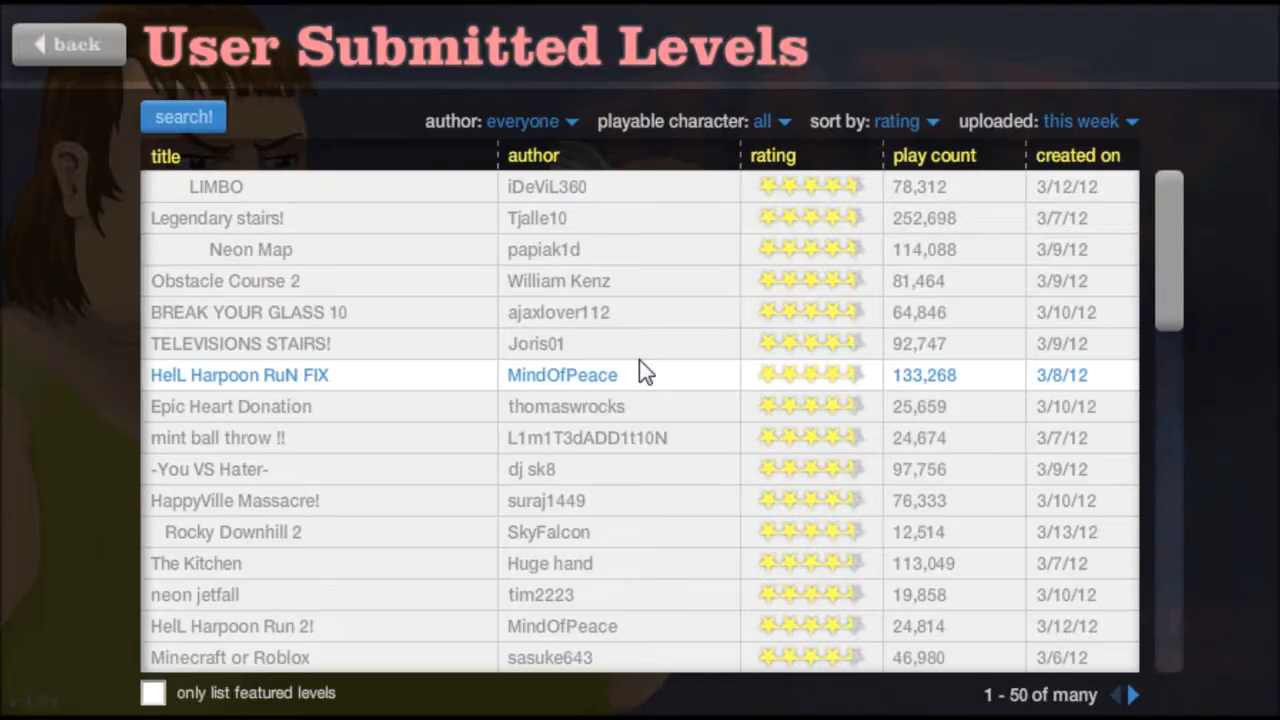 back
User Submitted Levels
search!
author: everyone playable character: all sort by: rating uploaded: this week
title author rating play count created on
LIMBO iDeViL360 78,312 3/12/12
Legendary stairs! Tjalle10 252,698 3/7/12
Neon Map papiak1d 114,088 3/9/12
Obstacle Course 2 William Kenz 81,464 3/9/12
BREAK YOUR GLASS 10 ajaxlover112 64,846 3/10/12
TELEVISIONS STAIRS! Joris01 92,747 3/9/12
HelL Harpoon RuN FIX MindOfPeace 133,268 3/8/12
Epic Heart Donation thomaswrocks 25,659 3/10/12
mint ball throw !! L1m1T3dADD1t10N 24,674 3/7/12
-You VS Hater- dj sk8 97,756 3/9/12
HappyVille Massacre! suraj1449 76,333 3/10/12
Rocky Downhill 2 SkyFalcon 12,514 3/13/12
The Kitchen Huge hand 113,049 3/7/12
neon jetfall tim2223 19,858 3/10/12
HelL Harpoon Run 2! MindOfPeace 24,814 3/12/12
Minecraft or Roblox sasuke643 46,980 3/6/12
only list featured levels 1 - 50 of many